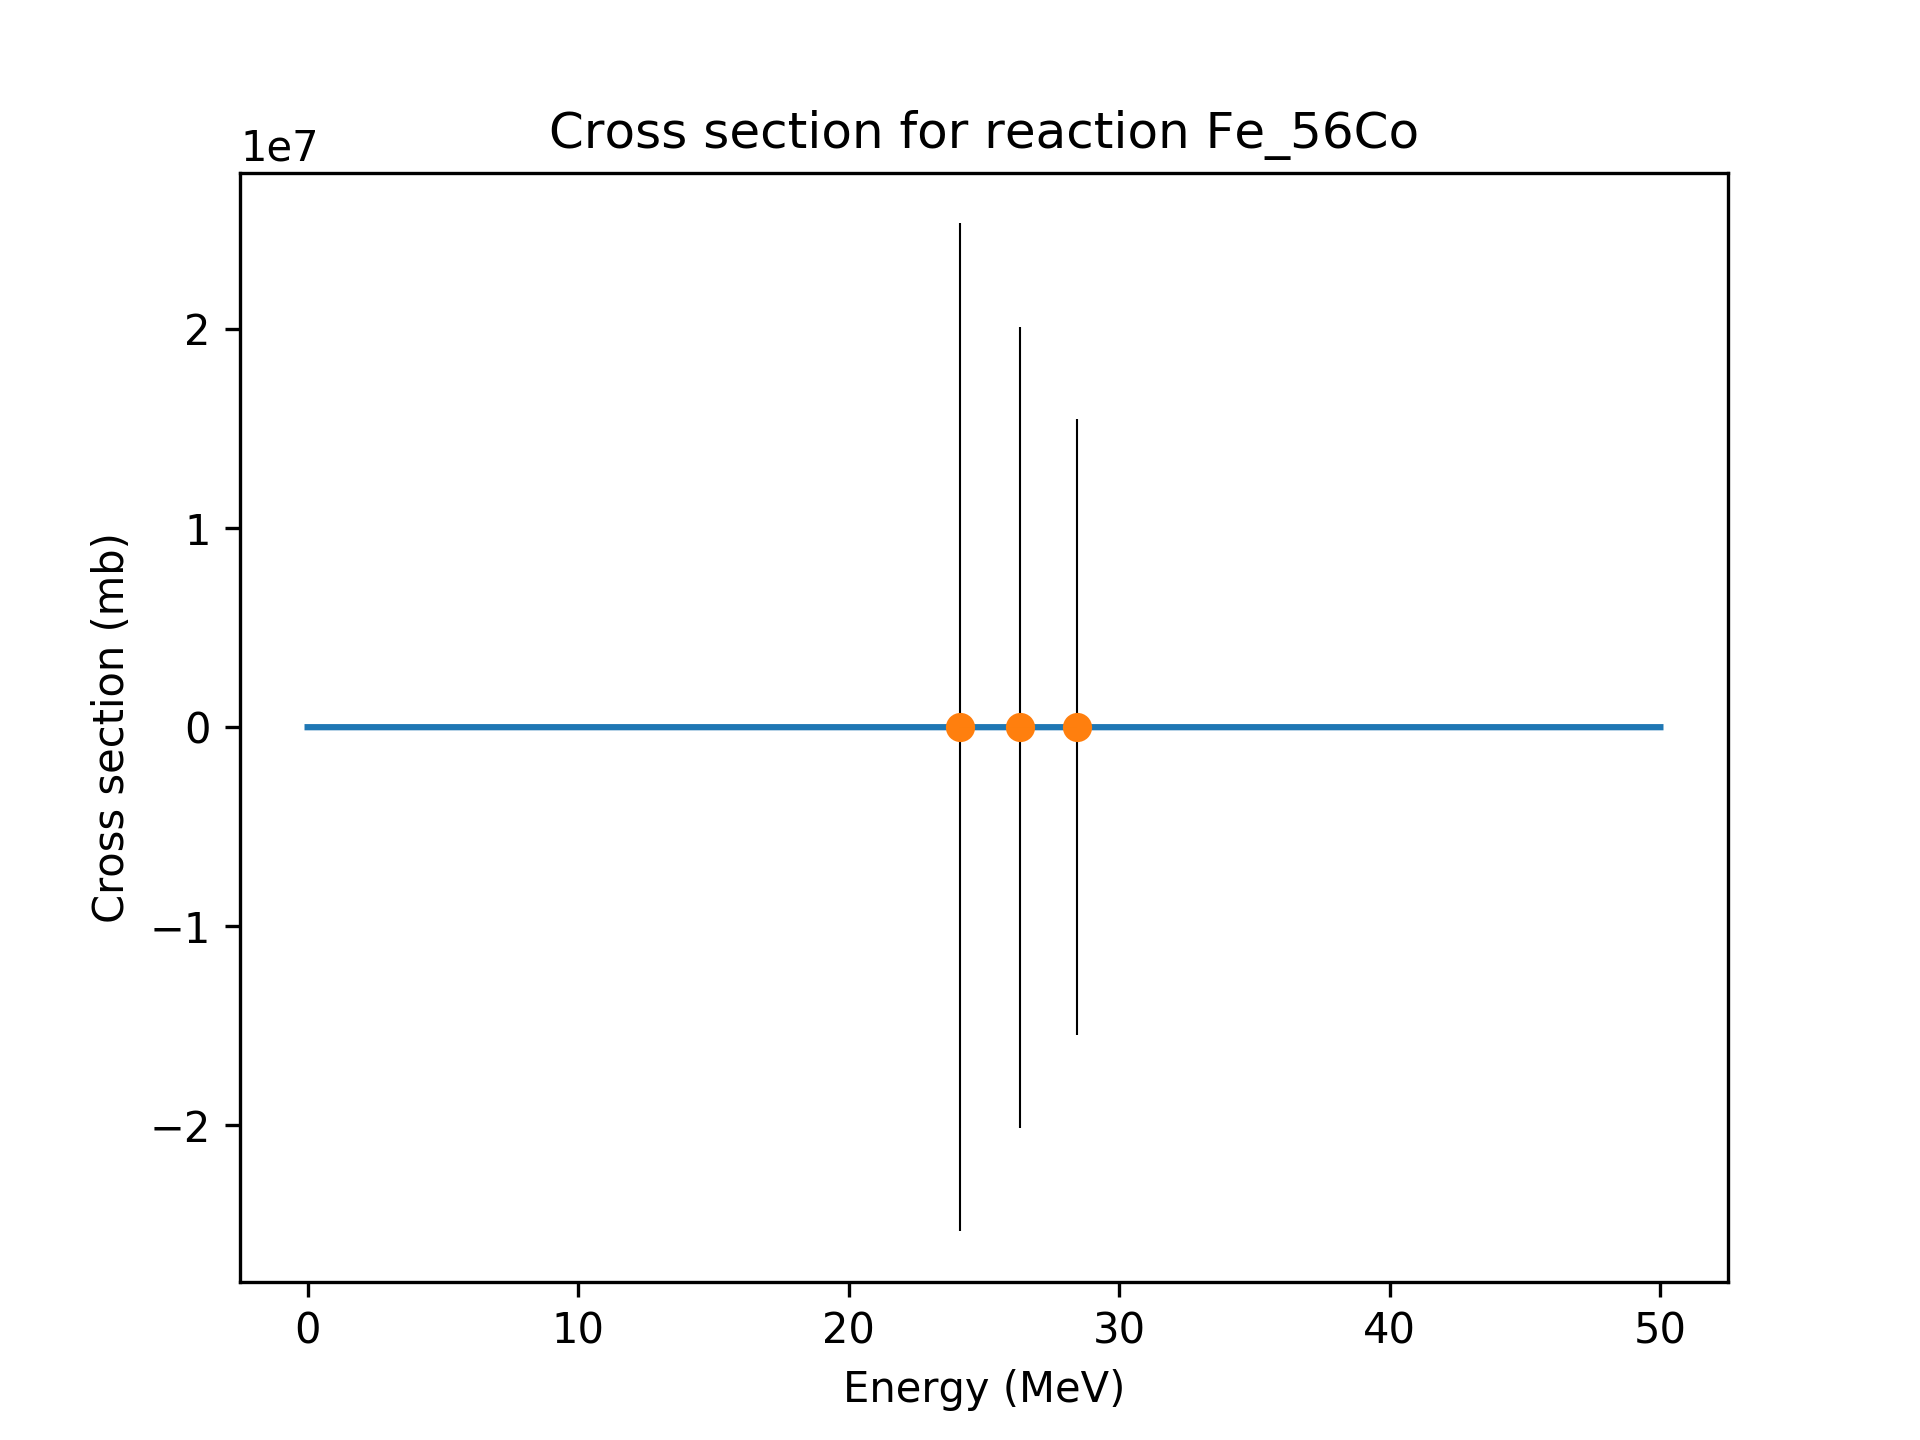 Cross section for reaction Fe_56Co
1e7
2
1
0
−1
−2
Cross section (mb)
0 10 20 30 40 50
Energy (MeV)